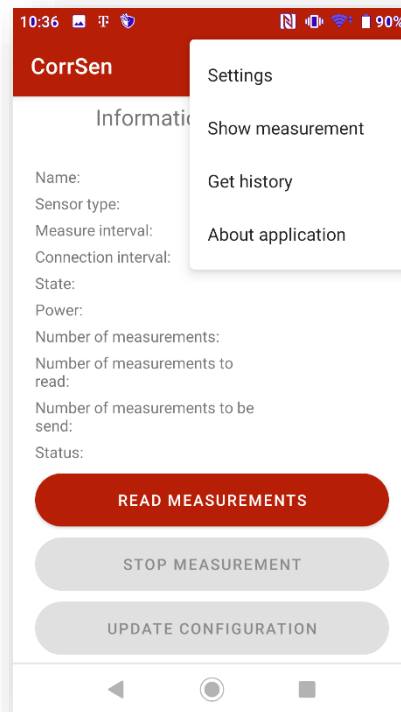 10:36 90%
CorrSen
Settings
Informati
Show measurement
Get history
About application
Name:
Sensor type:
Measure interval:
Connection interval:
State:
Power:
Number of measurements:
Number of measurements to
read:
Number of measurements to be
send:
Status:
READ MEASUREMENTS
STOP MEASUREMENT
UPDATE CONFIGURATION